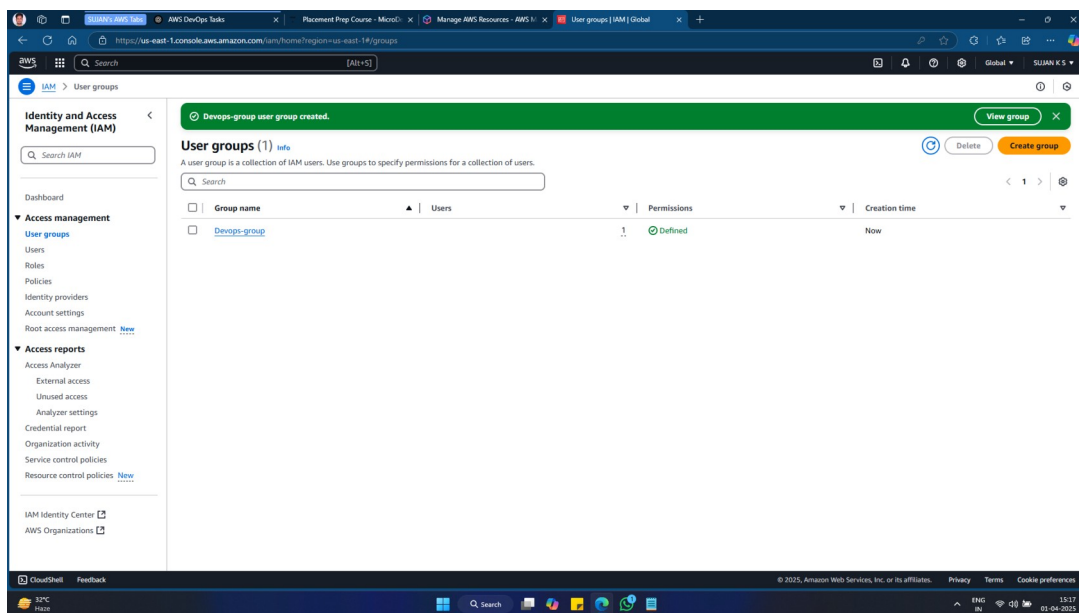 SUJAN's AWS Tabs
AWS DevOps Tasks
Placement Prep Course - MicroD
Manage AWS Resources - AWS M
User groups | IAM | Global
https://us-east-1.console.aws.amazon.com/iam/home?region=us-east-1#/groups
aws
Search [Alt+S]
Global
SUJAN K S
IAM > User groups
Identity and Access Management (IAM)
Search IAM
Dashboard
Access management
User groups
Users
Roles
Policies
Identity providers
Account settings
Root access management New
Access reports
Access Analyzer
External access
Unused access
Analyzer settings
Credential report
Organization activity
Service control policies
Resource control policies New
IAM Identity Center
AWS Organizations
Devops-group user group created.
View group
User groups (1) Info
Delete
Create group
A user group is a collection of IAM users. Use groups to specify permissions for a collection of users.
Search
1
Group name Users Permissions Creation time
Devops-group 1 Defined Now
CloudShell Feedback
© 2025, Amazon Web Services, Inc. or its affiliates. Privacy Terms Cookie preferences
32°C
Haze
Search
ENG
IN
15:17
01-04-2025